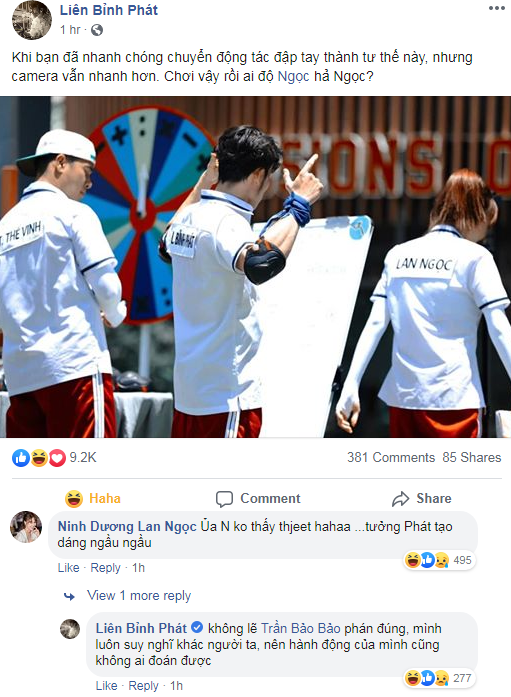 Liên Bỉnh Phát
1 hr ·
Khi bạn đã nhanh chóng chuyển động tác đập tay thành tư thế này, nhưng
camera vẫn nhanh hơn. Chơi vậy rồi ai độ Ngọc hả Ngọc?
SIONS
T. THE VINH
L.BỈNH PHÁT
LAN NGỌC
9.2K
381 Comments 85 Shares
Haha
Comment
Share
Ninh Dương Lan Ngọc Ủa N ko thấy thjeet hahaa ...tưởng Phát tạo
dáng ngầu ngầu
495
Like · Reply · 1h
View 1 more reply
Liên Bỉnh Phát không lẽ Trần Bảo Bảo phán đúng, mình
luôn suy nghĩ khác người ta, nên hành động của mình cũng
không ai đoán được
277
Like · Reply · 1h